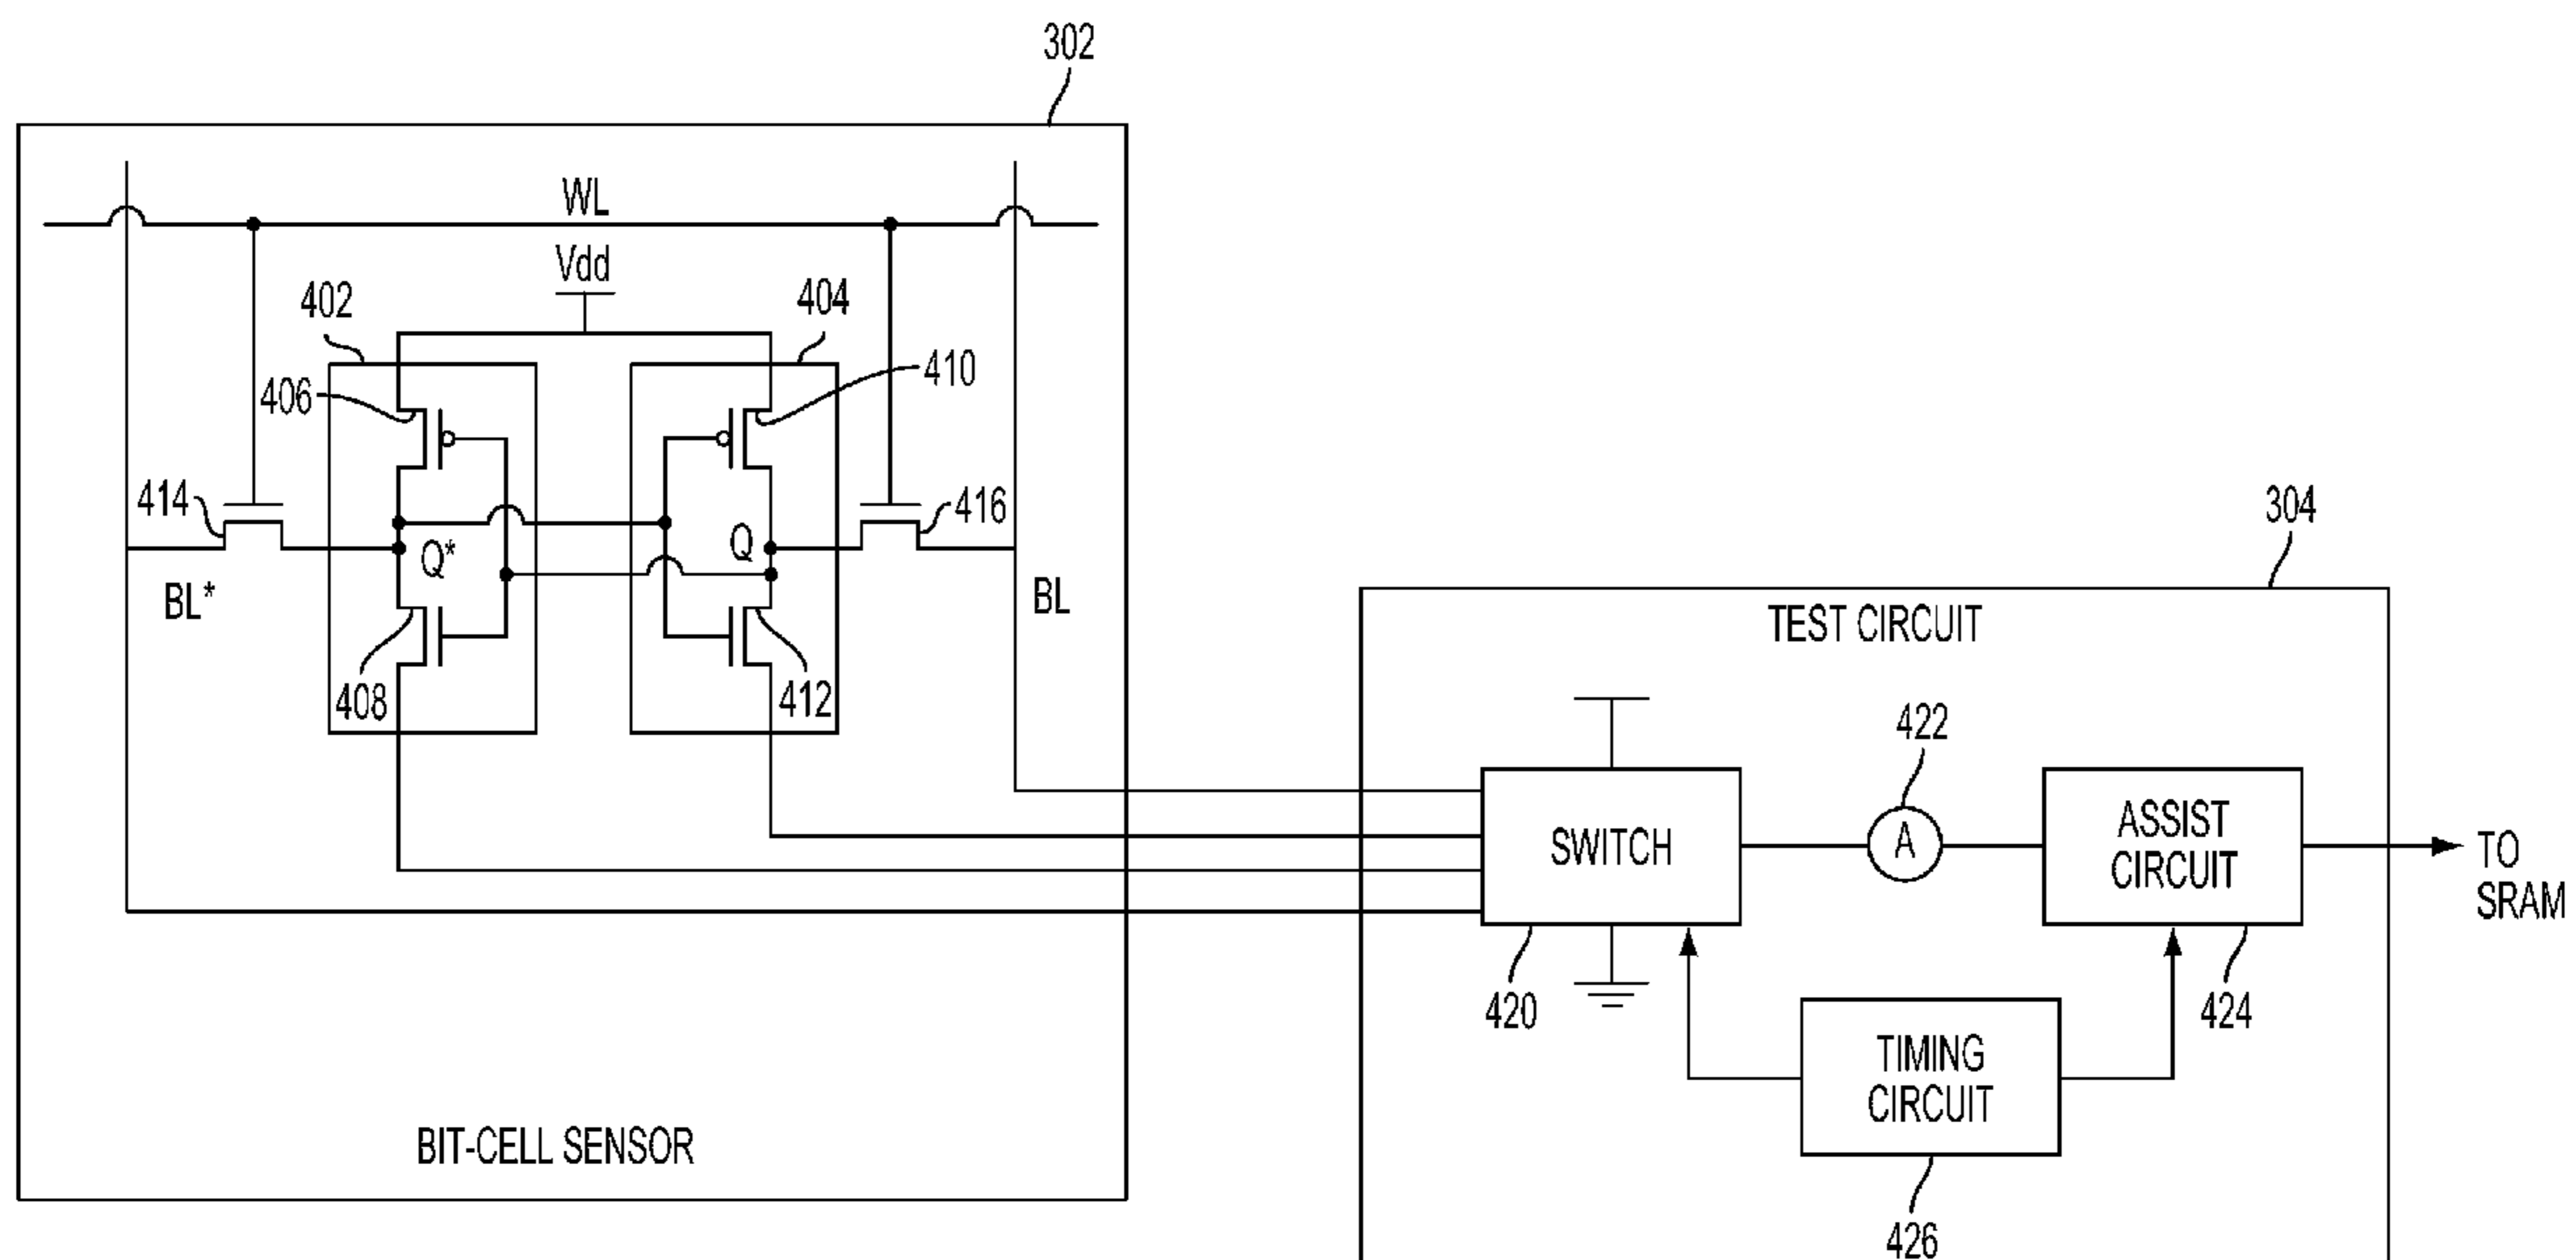 302
WL
Vdd
402
404
406
410
414
416
Q*
Q
BL*
BL
408
412
BIT-CELL SENSOR
304
TEST CIRCUIT
422
SWITCH
A
ASSIST
CIRCUIT
TO
SRAM
420
424
TIMING
CIRCUIT
426